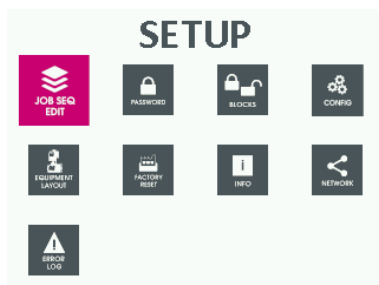 SETUP
JOB SEQ
EDIT
PASSWORD
BLOCKS
CONFIG
EQUIPMENT
LAYOUT
FACTORY
RESET
i
INFO
NETWORK
ERROR
LOG